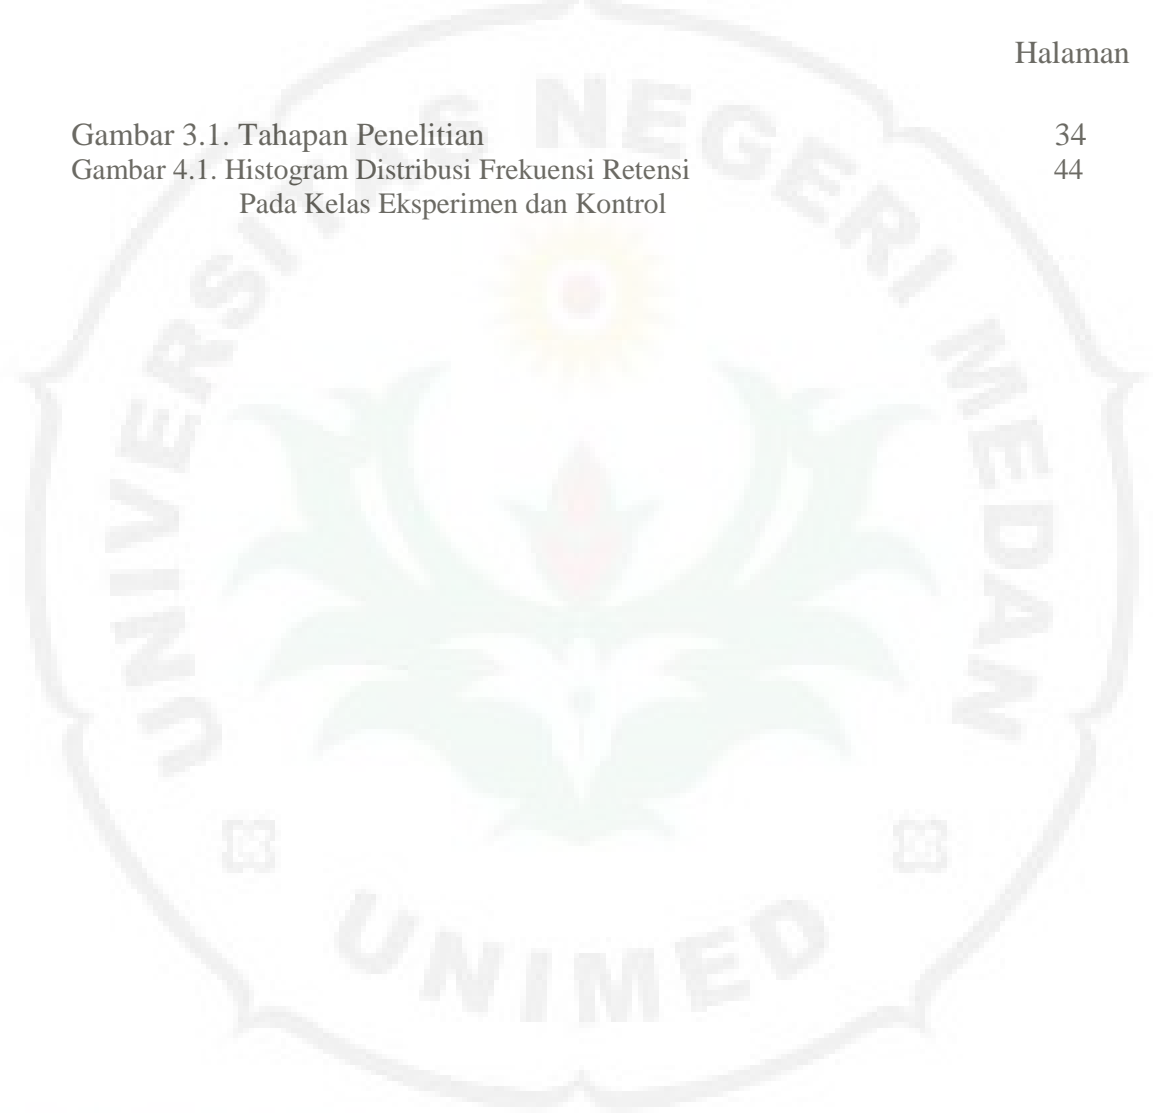 Halaman
Gambar 3.1. Tahapan Penelitian 34
Gambar 4.1. Histogram Distribusi Frekuensi Retensi 44
Pada Kelas Eksperimen dan Kontrol
UNIVERSITAS NEGERI MEDAN
UNIMED